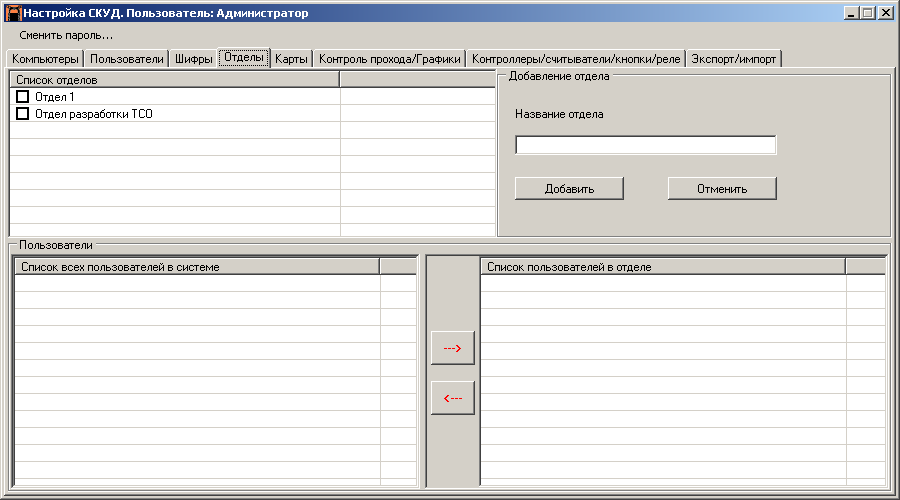 Настройка СКУД. Пользователь: Администратор
Сменить пароль...
Компьютеры Пользователи Шифры Отделы Карты Контроль прохода/Графики Контроллеры/считыватели/кнопки/реле Экспорт/импорт
Список отделов
Отдел 1
Отдел разработки ТСО
Добавление отдела
Название отдела
Добавить Отменить
Пользователи
Список всех пользователей в системе
--->
<---
Список пользователей в отделе